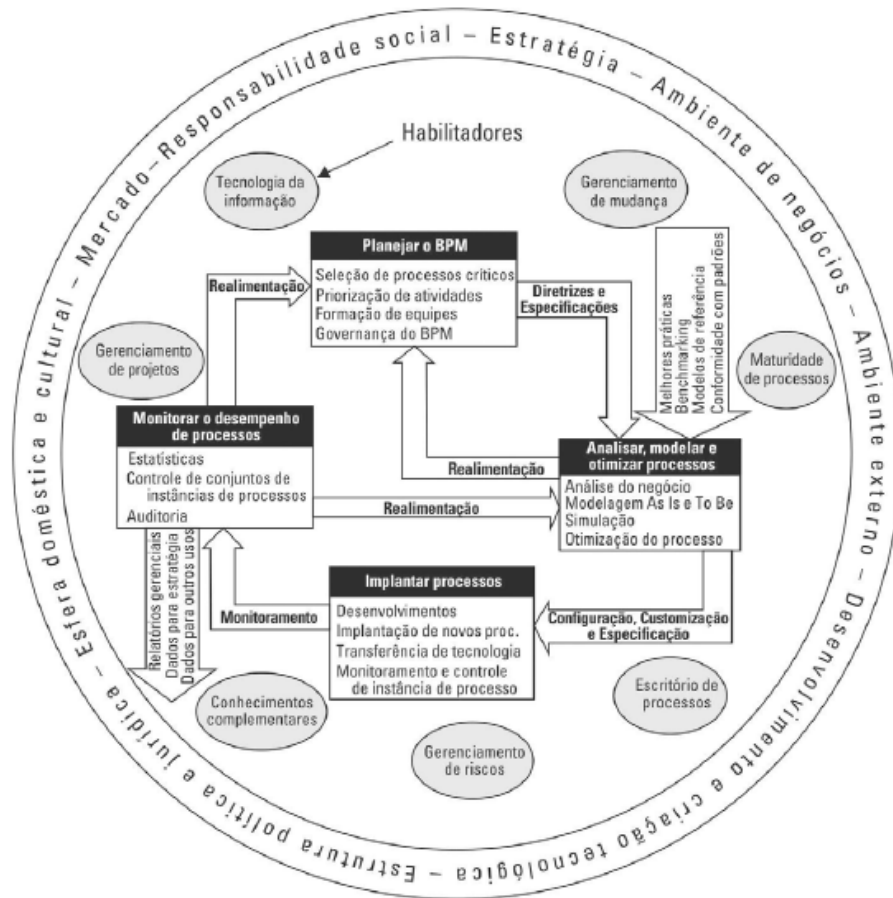 Esfera doméstica e cultural – Mercado – Responsabilidade social – Estratégia – Ambiente de negócios – Ambiente externo – Desenvolvimento e criação tecnológica – Estrutura política e jurídica –
Habilitadores
Tecnologia da
informação
Gerenciamento
de mudança
Planejar o BPM
Seleção de processos críticos
Priorização de atividades
Formação de equipes
Governança do BPM
Realimentação
Diretrizes e
Especificações
Melhores práticas
Benchmarking
Modelos de referência
Conformidade com padrões
Gerenciamento
de projetos
Maturidade
de processos
Monitorar o desempenho
de processos
Estatísticas
Controle de conjuntos de
instâncias de processos
Auditoria
Realimentação
Realimentação
Analisar, modelar e
otimizar processos
Análise do negócio
Modelagem As Is e To Be
Simulação
Otimização do processo
Relatórios gerenciais
Dados para estratégia
Dados para outros usos
Monitoramento
Implantar processos
Desenvolvimentos
Implantação de novos proc.
Transferência de tecnologia
Monitoramento e controle
de instância de processo
Configuração, Customização
e Especificação
Conhecimentos
complementares
Gerenciamento
de riscos
Escritório de
processos